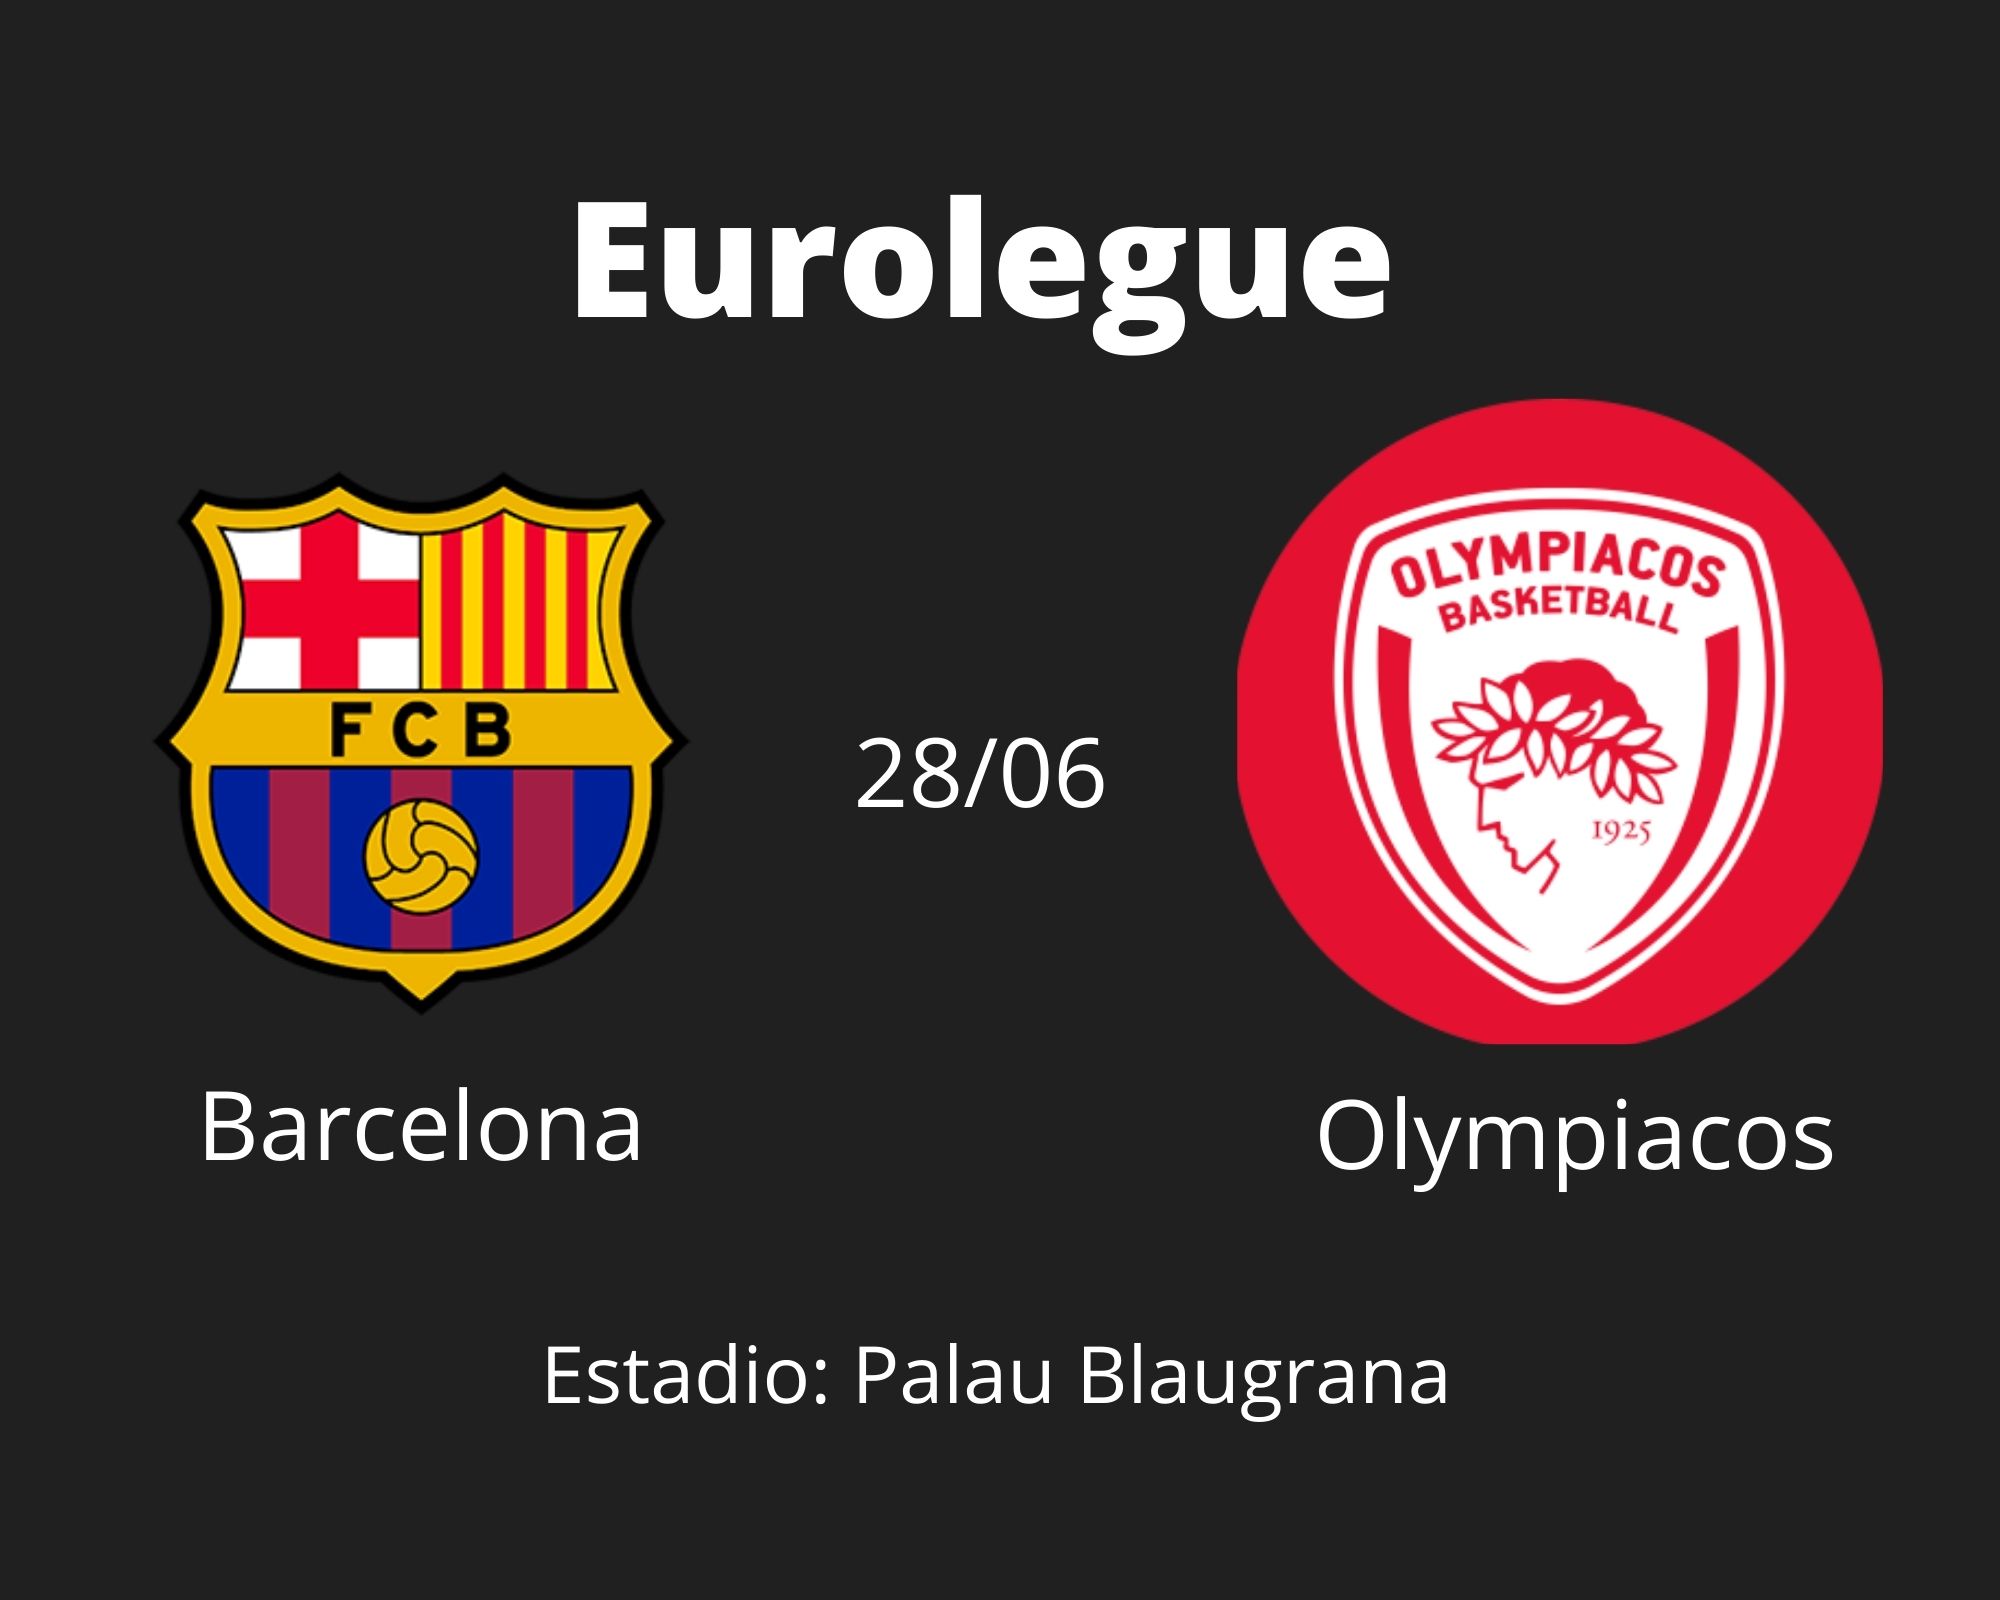 Eurolegue
OLYMPIACOS
BASKETBALL
FCB
28/06
1925
Barcelona
Olympiacos
Estadio: Palau Blaugrana